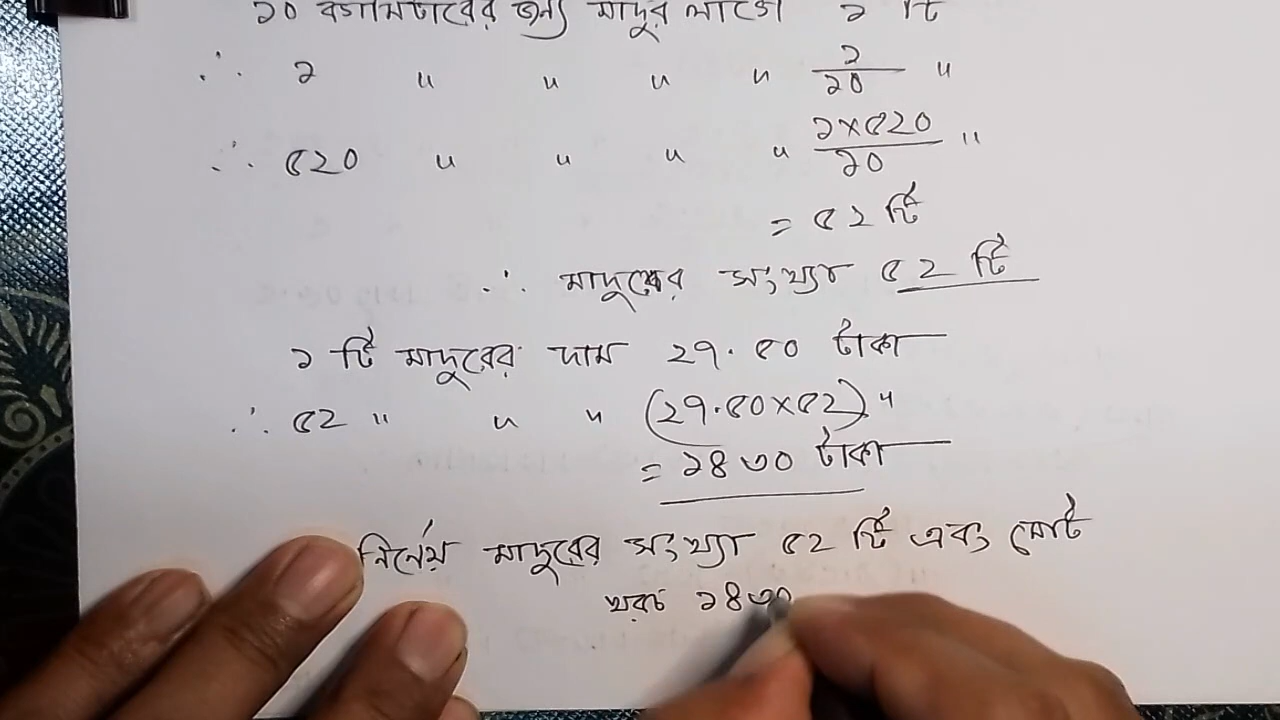 ১০ বর্গমিটারের জন্য মাদুর লাগে ১ টি
∴ ১ " " " " ১/১০ "
∴ ৫২০ " " " " ১×৫২০/১০ "
= ৫২ টি
∴ মাদুরের সংখ্যা ৫২ টি
১ টি মাদুরের দাম ২৭.৫০ টাকা
∴ ৫২ " " " (২৭.৫০×৫২) "
= ১৪৩০ টাকা
নির্ণেয় মাদুরের সংখ্যা ৫২ টি এবং মোট
খরচ ১৪৩০